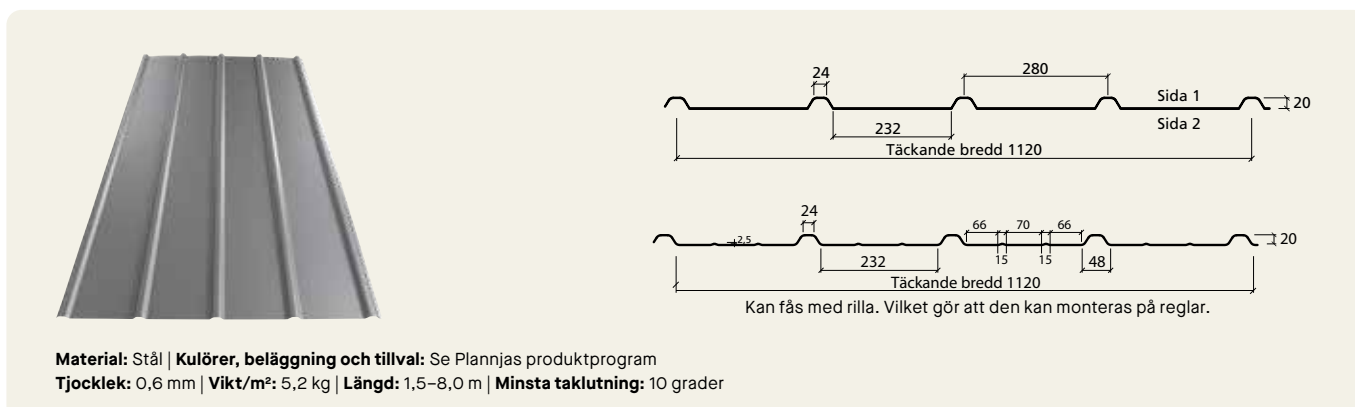 24
280
Sida 1
20
232
Sida 2
Täckande bredd 1120
24
66
70
66
2,5
20
15
15
232
48
Täckande bredd 1120
Kan fås med rilla. Vilket gör att den kan monteras på reglar.
Material: Stål | Kulörer, beläggning och tillval: Se Plannjas produktprogram
Tjocklek: 0,6 mm | Vikt/m²: 5,2 kg | Längd: 1,5–8,0 m | Minsta taklutning: 10 grader